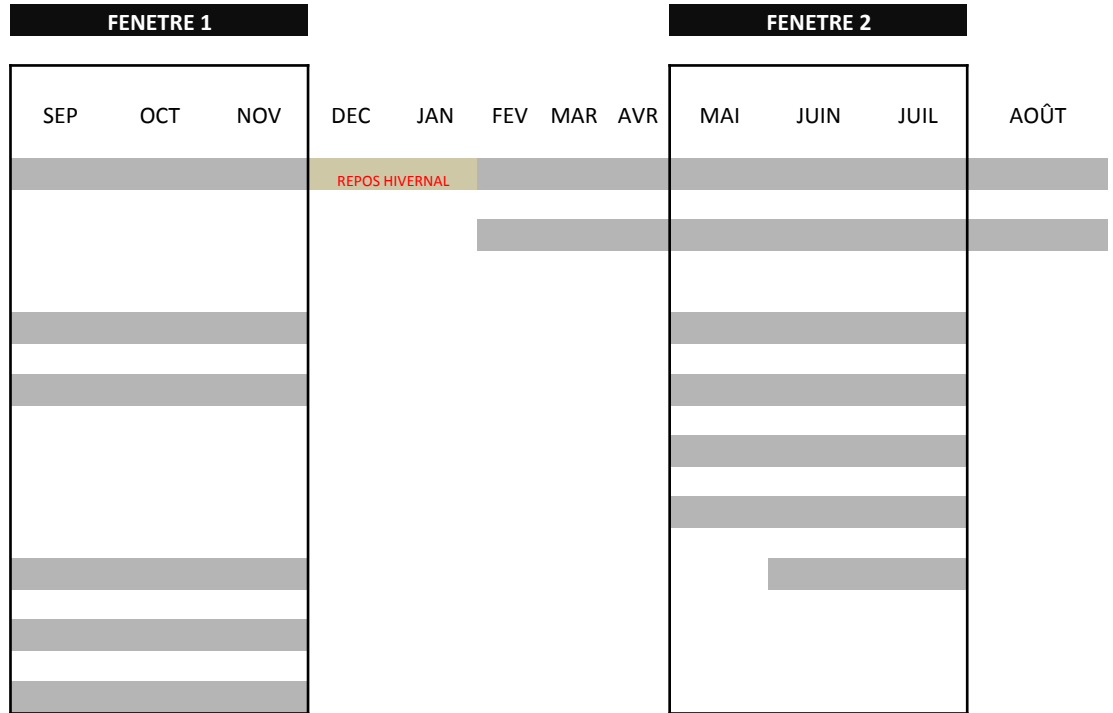 FENETRE 1 FENETRE 2
SEP OCT NOV DEC JAN FEV MAR AVR MAI JUIN JUIL AOÛT
REPOS HIVERNAL